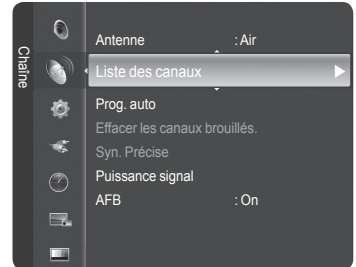 Chaîne
Antenne : Air
Liste des canaux
Prog. auto
Effacer les canaux brouillés.
Syn. Précise
Puissance signal
AFB : On